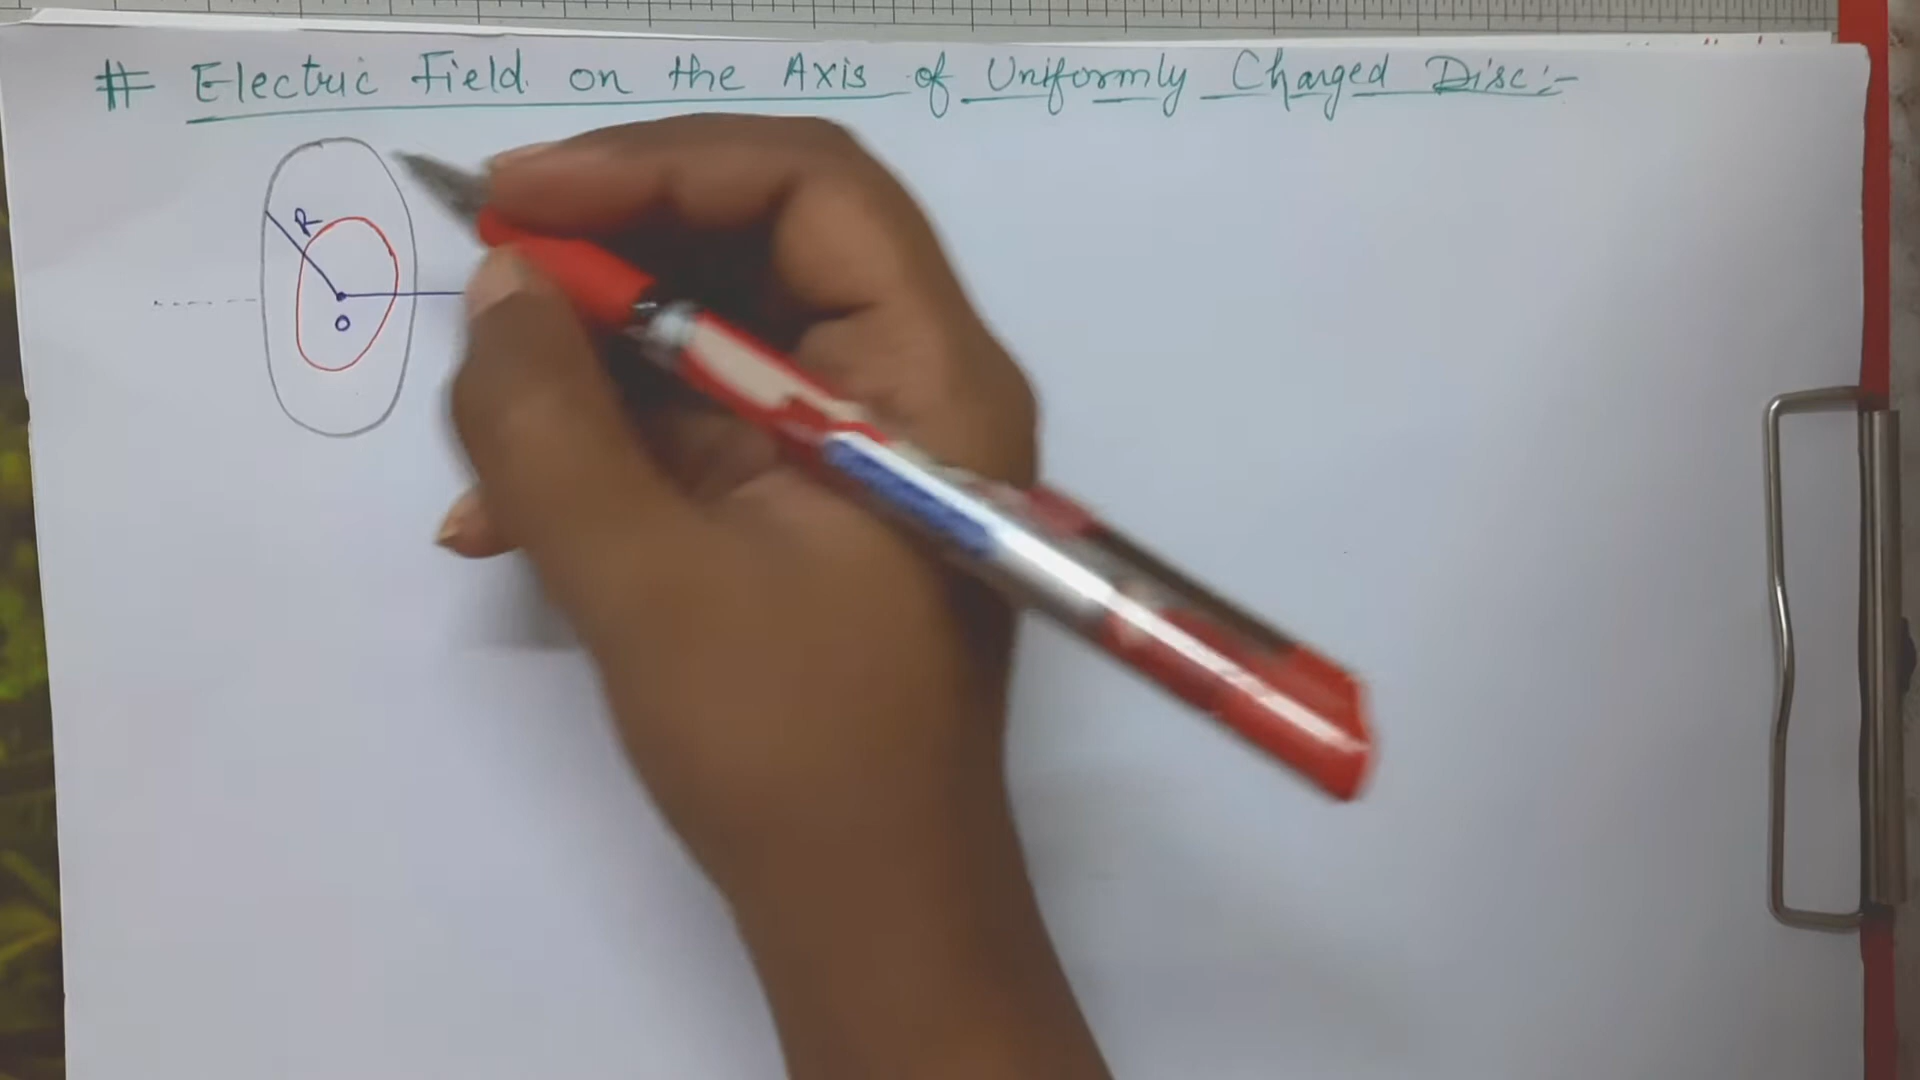 # Electric Field on the Axis of Uniformly Charged Disc:-
R
O